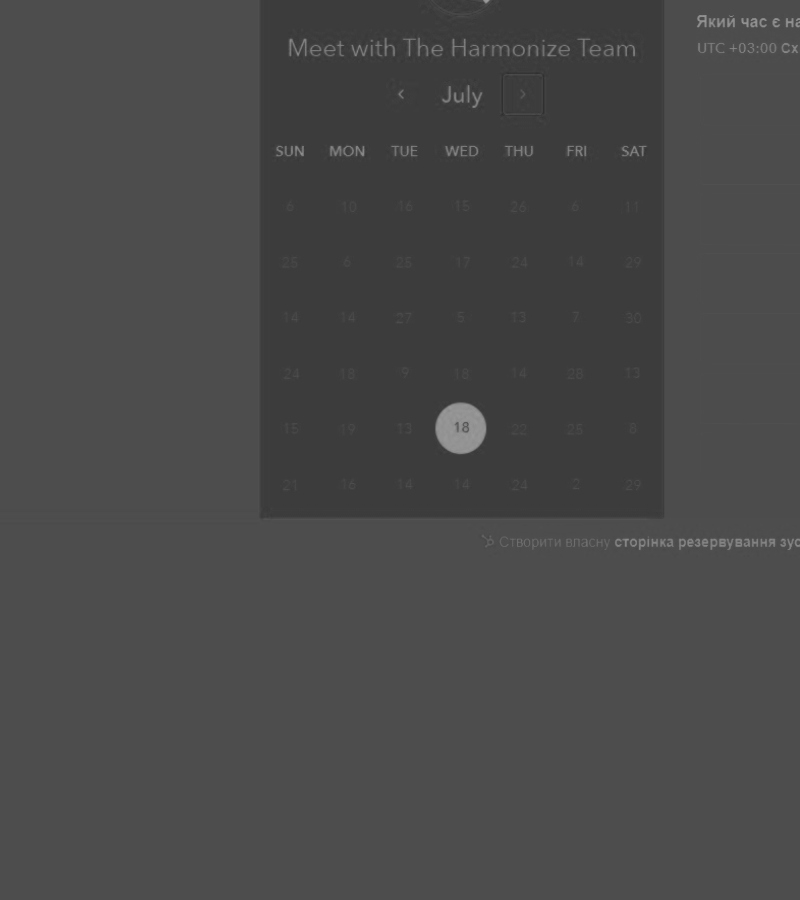 Meet with The Harmonize Team
July
SUN MON TUE WED THU FRI SAT
6 10 16 15 26 6 11
25 6 25 17 24 14 29
14 14 27 5 13 7 30
24 18 9 18 14 28 13
15 19 13 18 22 25 8
21 16 14 14 24 2 29
Який час є на
UTC +03:00 Сх
Створити власну сторінка резервування зус